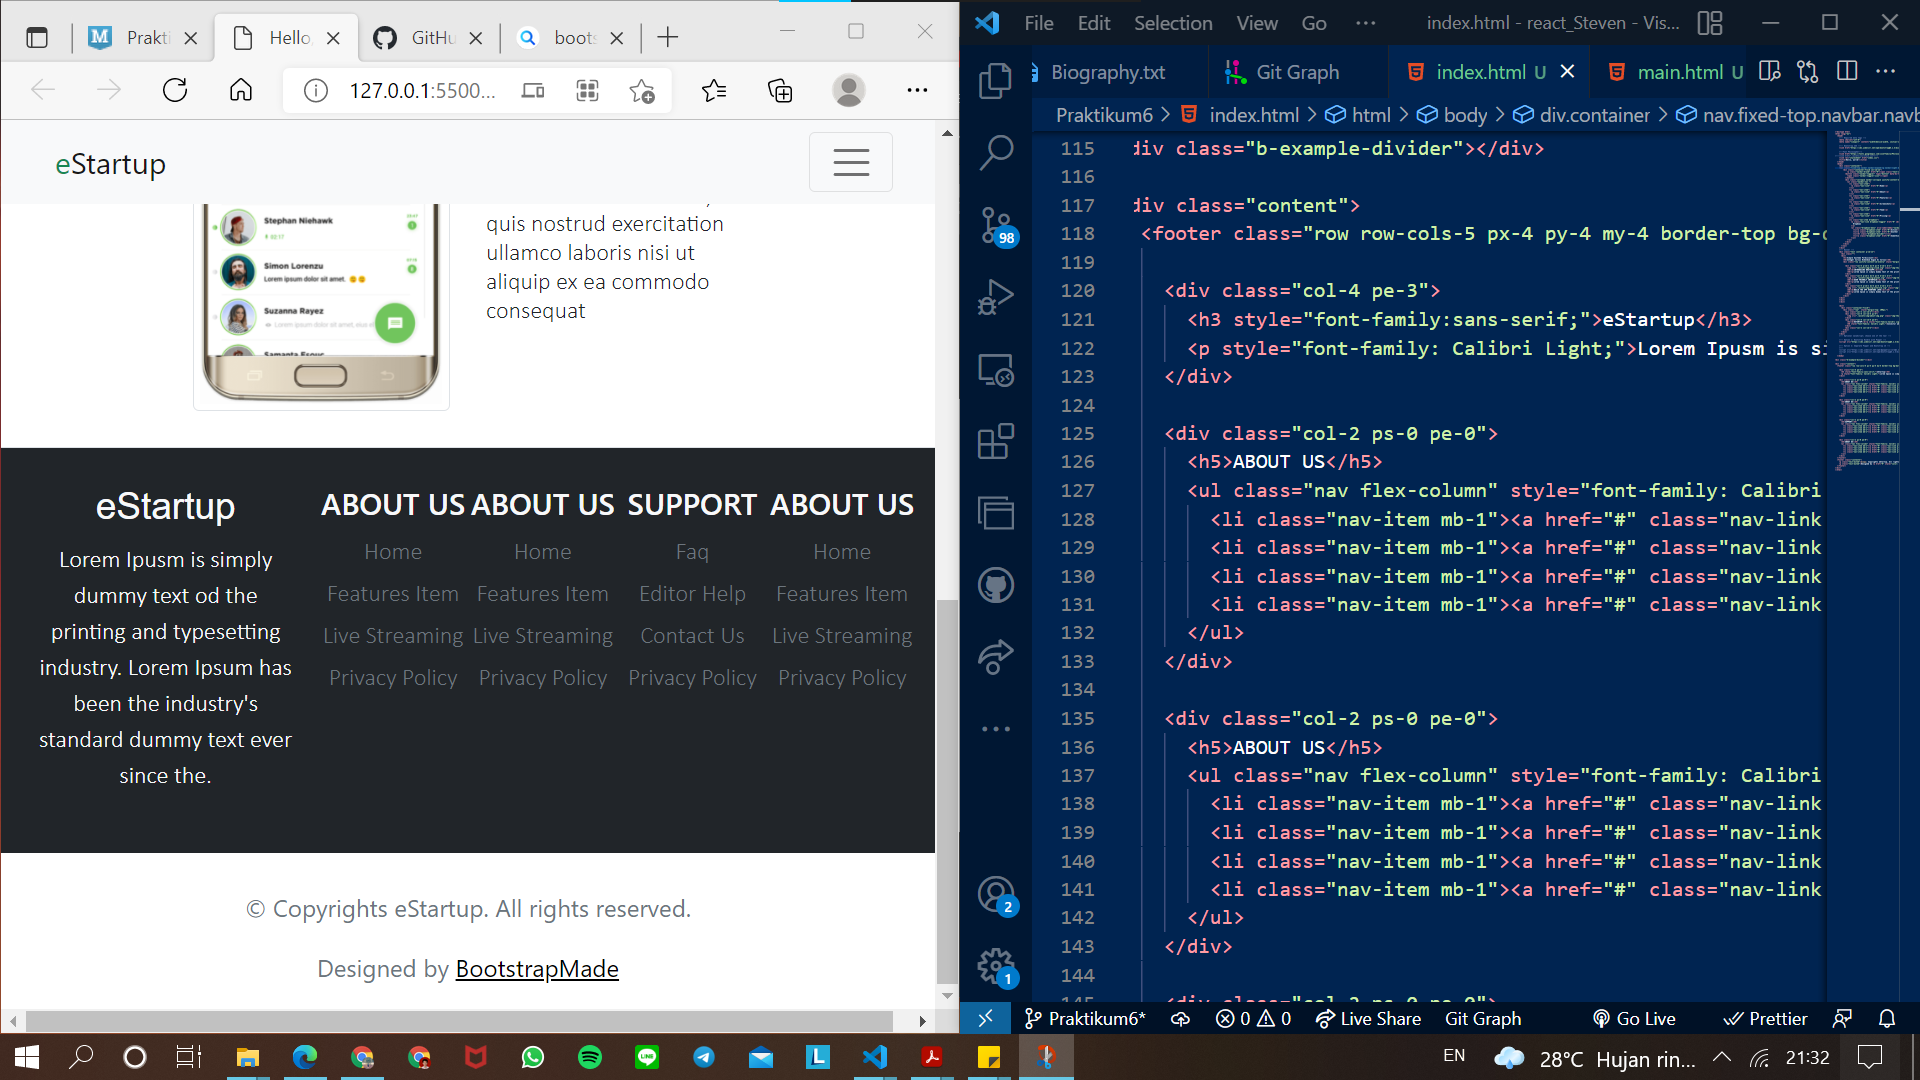 Prakti
Hello,
GitHu
boots
127.0.0.1:5500...
eStartup
Stephan Niehawk
Simon Lorenzu
Lorem ipsum dolor sit amet.
Suzanna Rayez
quis nostrud exercitation
ullamco laboris nisi ut
aliquip ex ea commodo
consequat
eStartup
Lorem Ipusm is simply
dummy text od the
printing and typesetting
industry. Lorem Ipsum has
been the industry's
standard dummy text ever
since the.
ABOUT US
Home
Features Item
Live Streaming
Privacy Policy
ABOUT US
Home
Features Item
Live Streaming
Privacy Policy
SUPPORT
Faq
Editor Help
Contact Us
Privacy Policy
ABOUT US
Home
Features Item
Live Streaming
Privacy Policy
© Copyrights eStartup. All rights reserved.
Designed by BootstrapMade
File Edit Selection View Go ··· index.html - react_Steven - Vis...
Biography.txt
Git Graph
index.html U
main.html U
Praktikum6 > index.html > html > body > div.container > nav.fixed-top.navbar.navb
98
2
1
115 div class="b-example-divider"></div>
116
117 div class="content">
118 <footer class="row row-cols-5 px-4 py-4 my-4 border-top bg-d
119
120 <div class="col-4 pe-3">
121 <h3 style="font-family:sans-serif;">eStartup</h3>
122 <p style="font-family: Calibri Light;">Lorem Ipusm is si
123 </div>
124
125 <div class="col-2 ps-0 pe-0">
126 <h5>ABOUT US</h5>
127 <ul class="nav flex-column" style="font-family: Calibri
128 <li class="nav-item mb-1"><a href="#" class="nav-link
129 <li class="nav-item mb-1"><a href="#" class="nav-link
130 <li class="nav-item mb-1"><a href="#" class="nav-link
131 <li class="nav-item mb-1"><a href="#" class="nav-link
132 </ul>
133 </div>
134
135 <div class="col-2 ps-0 pe-0">
136 <h5>ABOUT US</h5>
137 <ul class="nav flex-column" style="font-family: Calibri
138 <li class="nav-item mb-1"><a href="#" class="nav-link
139 <li class="nav-item mb-1"><a href="#" class="nav-link
140 <li class="nav-item mb-1"><a href="#" class="nav-link
141 <li class="nav-item mb-1"><a href="#" class="nav-link
142 </ul>
143 </div>
144
145 <div class="col-2 ps-0 pe-0">
Praktikum6* 0 0 Live Share Git Graph Go Live Prettier
EN 28°C Hujan rin... 21:32